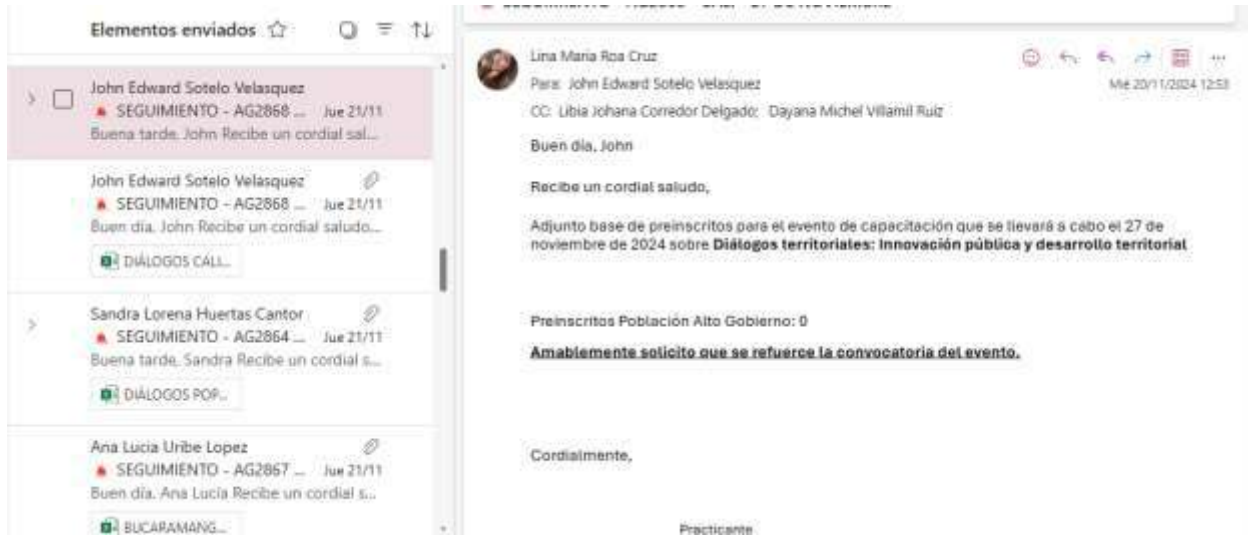 Elementos enviados
John Edward Sotelo Velasquez
SEGUIMIENTO - AG2868 ... Jue 21/11
Buena tarde, John Recibe un cordial sal...
John Edward Sotelo Velasquez
SEGUIMIENTO - AG2868 ... Jue 21/11
Buen día, John Recibe un cordial saludo...
DIÁLOGOS CALI...
Sandra Lorena Huertas Cantor
SEGUIMIENTO - AG2864 ... Jue 21/11
Buena tarde, Sandra Recibe un cordial s...
DIÁLOGOS POP...
Ana Lucia Uribe Lopez
SEGUIMIENTO - AG2867 ... Jue 21/11
Buen día, Ana Lucía Recibe un cordial s...
BUCARAMANG...
Lina Maria Roa Cruz
Para: John Edward Sotelo Velasquez
Mié 20/11/2024 12:53
CC: Libia Johana Corredor Delgado; Dayana Michel Villamil Ruiz
Buen día, John
Recibe un cordial saludo,
Adjunto base de preinscritos para el evento de capacitación que se llevará a cabo el 27 de
noviembre de 2024 sobre Diálogos territoriales: Innovación pública y desarrollo territorial
Preinscritos Población Alto Gobierno: 0
Amablemente solicito que se refuerce la convocatoria del evento.
Cordialmente,
Practicante